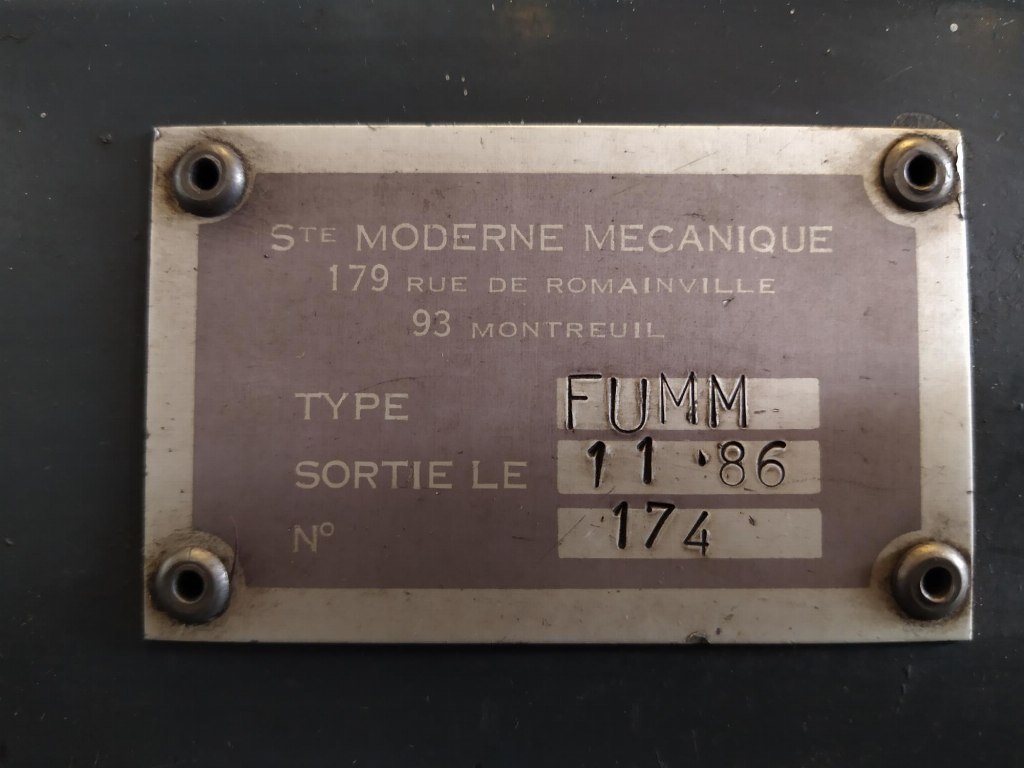 STE MODERNE MECANIQUE
179 RUE DE ROMAINVILLE
93 MONTREUIL
TYPE FUMM
SORTIE LE 11 · 86
N° 174